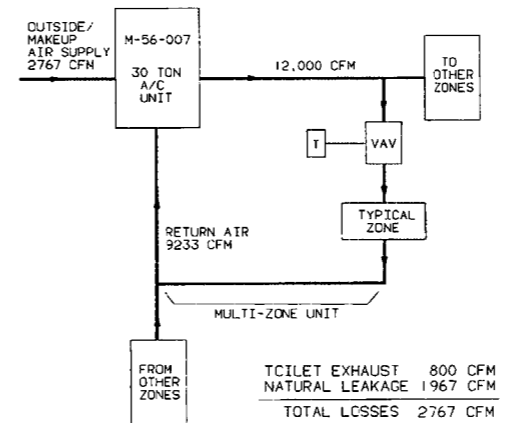 OUTSIDE/
MAKEUP
AIR SUPPLY
2767 CFM
M-56-007
30 TON
A/C
UNIT
12,000 CFM
TO
OTHER
ZONES
T
VAV
TYPICAL
ZONE
RETURN AIR
9233 CFM
MULTI-ZONE UNIT
FROM
OTHER
ZONES
TCILET EXHAUST 800 CFM
NATURAL LEAKAGE 1967 CFM
TOTAL LCSSES 2767 CFM